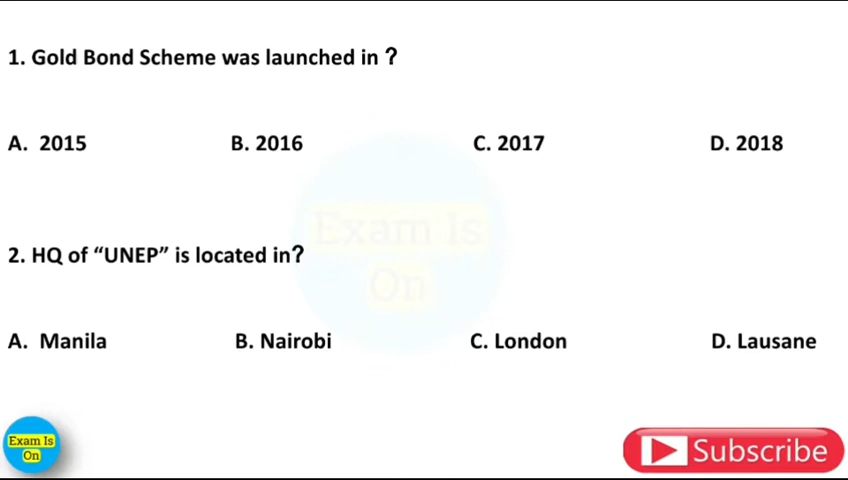 1. Gold Bond Scheme was launched in ?
A. 2015 B. 2016 C. 2017 D. 2018
Exam Is
On
2. HQ of “UNEP” is located in?
A. Manila B. Nairobi C. London D. Lausane
Exam Is
On
Subscribe